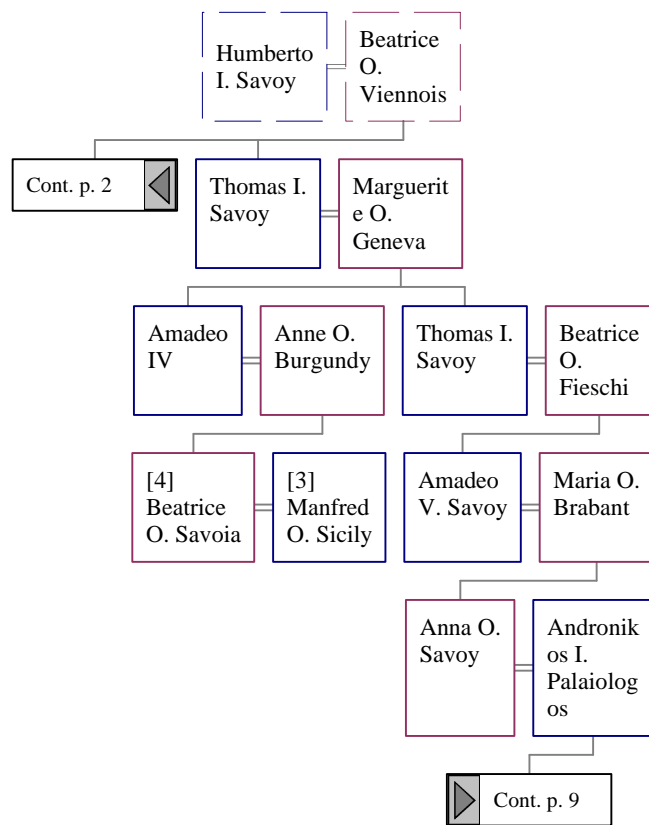 Humberto
I. Savoy
Beatrice
O.
Viennois
Cont. p. 2
Thomas I.
Savoy
Marguerit
e O.
Geneva
Amadeo
IV
Anne O.
Burgundy
Thomas I.
Savoy
Beatrice
O.
Fieschi
[4]
Beatrice
O. Savoia
[3]
Manfred
O. Sicily
Amadeo
V. Savoy
Maria O.
Brabant
Anna O.
Savoy
Andronik
os I.
Palaiolog
os
Cont. p. 9